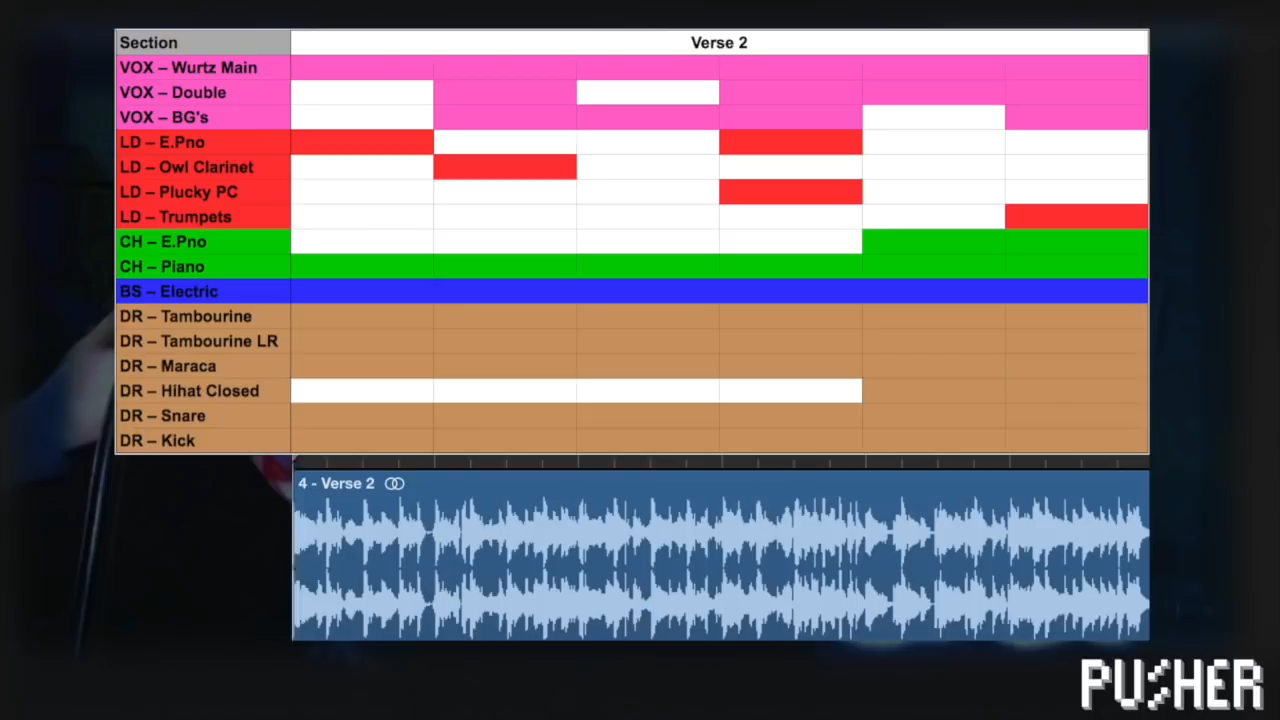 Section
Verse 2
VOX – Wurtz Main
VOX – Double
VOX – BG's
LD – E.Pno
LD – Owl Clarinet
LD – Plucky PC
LD – Trumpets
CH – E.Pno
CH – Piano
BS – Electric
DR – Tambourine
DR – Tambourine LR
DR – Maraca
DR – Hihat Closed
DR – Snare
DR – Kick
4 - Verse 2
PUSHER